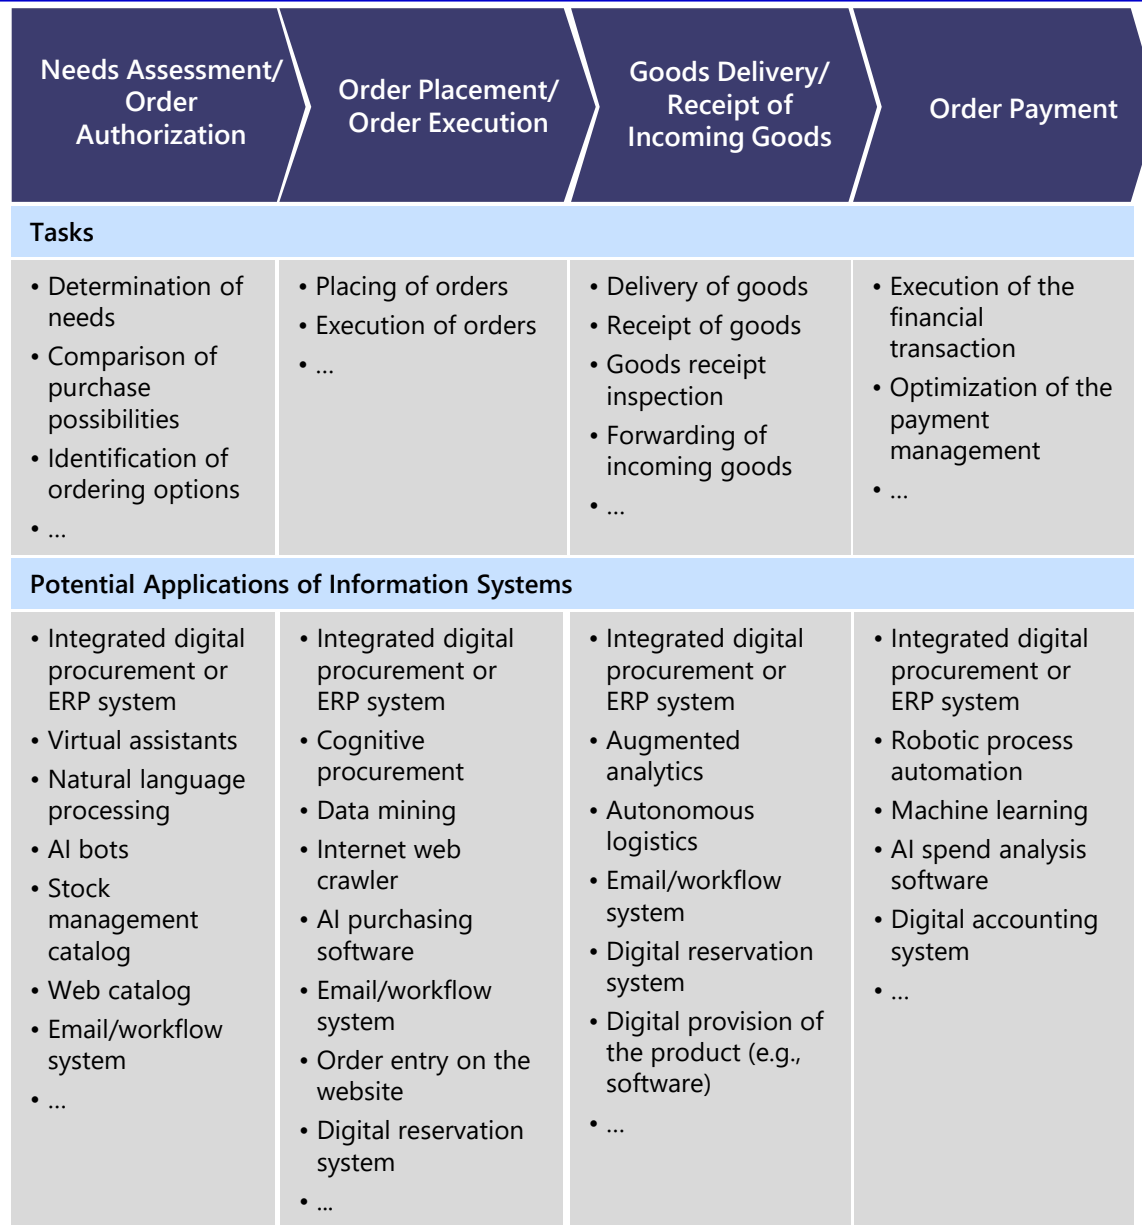 Needs Assessment/
Order
Authorization
Order Placement/
Order Execution
Goods Delivery/
Receipt of
Incoming Goods
Order Payment
Tasks
• Determination of
needs
• Comparison of
purchase
possibilities
• Identification of
ordering options
• ...
• Placing of orders
• Execution of orders
• ...
• Delivery of goods
• Receipt of goods
• Goods receipt
inspection
• Forwarding of
incoming goods
• ...
• Execution of the
financial
transaction
• Optimization of the
payment
management
• ...
Potential Applications of Information Systems
• Integrated digital
procurement or
ERP system
• Virtual assistants
• Natural language
processing
• AI bots
• Stock
management
catalog
• Web catalog
• Email/workflow
system
• ...
• Integrated digital
procurement or
ERP system
• Cognitive
procurement
• Data mining
• Internet web
crawler
• AI purchasing
software
• Email/workflow
system
• Order entry on the
website
• Digital reservation
system
• ...
• Integrated digital
procurement or
ERP system
• Augmented
analytics
• Autonomous
logistics
• Email/workflow
system
• Digital reservation
system
• Digital provision of
the product (e.g.,
software)
• ...
• Integrated digital
procurement or
ERP system
• Robotic process
automation
• Machine learning
• AI spend analysis
software
• Digital accounting
system
• ...